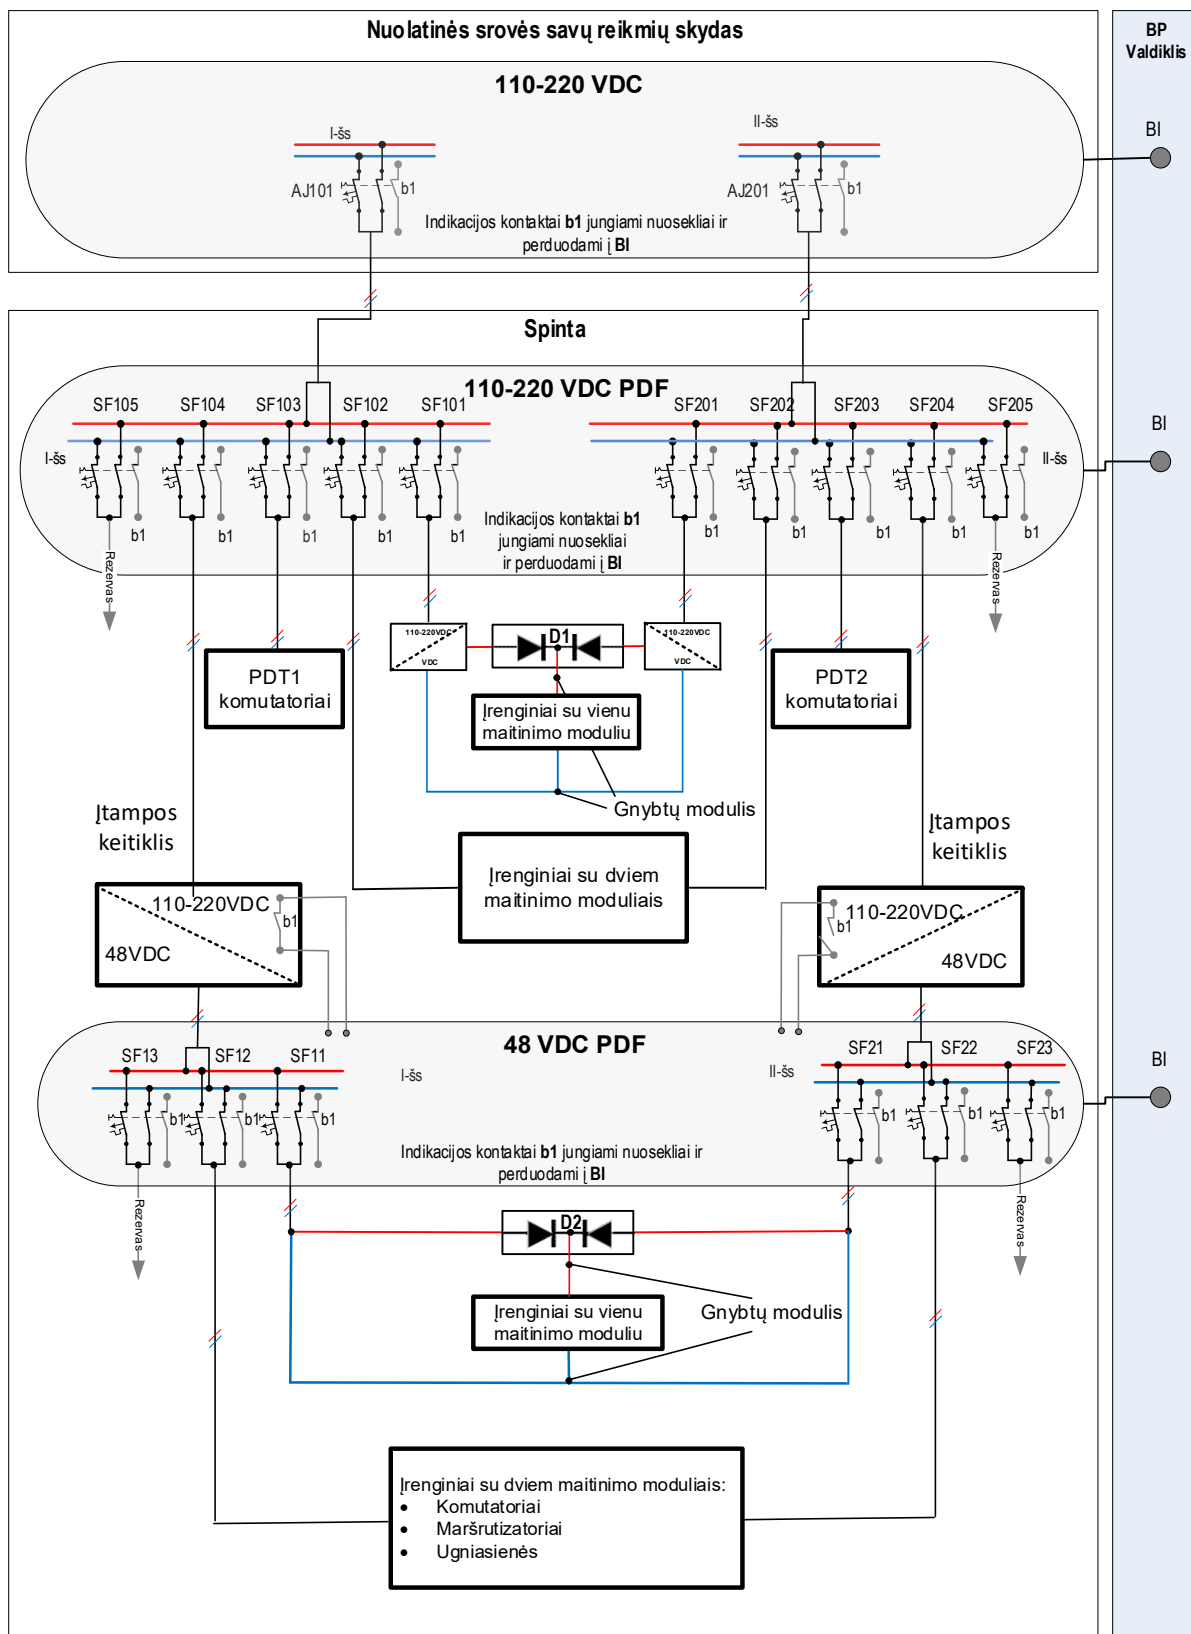 Nuolatinės srovės savų reikmių skydas
BP
Valdiklis
110-220 VDC
I-šs
II-šs
BI
AJ101
b1
AJ201
b1
Indikacijos kontaktai b1 jungiami nuosekliai ir
perduodami į BI
Spinta
110-220 VDC PDF
SF105
SF104
SF103
SF102
SF101
SF201
SF202
SF203
SF204
SF205
BI
I-šs
II-šs
Indikacijos kontaktai b1
jungiami nuosekliai
ir perduodami į BI
b1
b1
b1
b1
b1
b1
b1
b1
b1
b1
Rezervas
Rezervas
110-220VDC
VDC
D1
110-220VDC
VDC
PDT1
komutatoriai
PDT2
komutatoriai
Įrenginiai su vienu
maitinimo moduliu
Gnybtų modulis
Įtampos
keitiklis
Įtampos
keitiklis
Įrenginiai su dviem
maitinimo moduliais
110-220VDC
b1
48VDC
110-220VDC
b1
48VDC
48 VDC PDF
SF13
SF12
SF11
SF21
SF22
SF23
I-šs
II-šs
BI
b1
b1
b1
b1
b1
b1
Indikacijos kontaktai b1 jungiami nuosekliai ir
perduodami į BI
Rezervas
Rezervas
D2
Įrenginiai su vienu
maitinimo moduliu
Gnybtų modulis
Įrenginiai su dviem maitinimo moduliais:
• Komutatoriai
• Maršrutizatoriai
• Ugniasienės